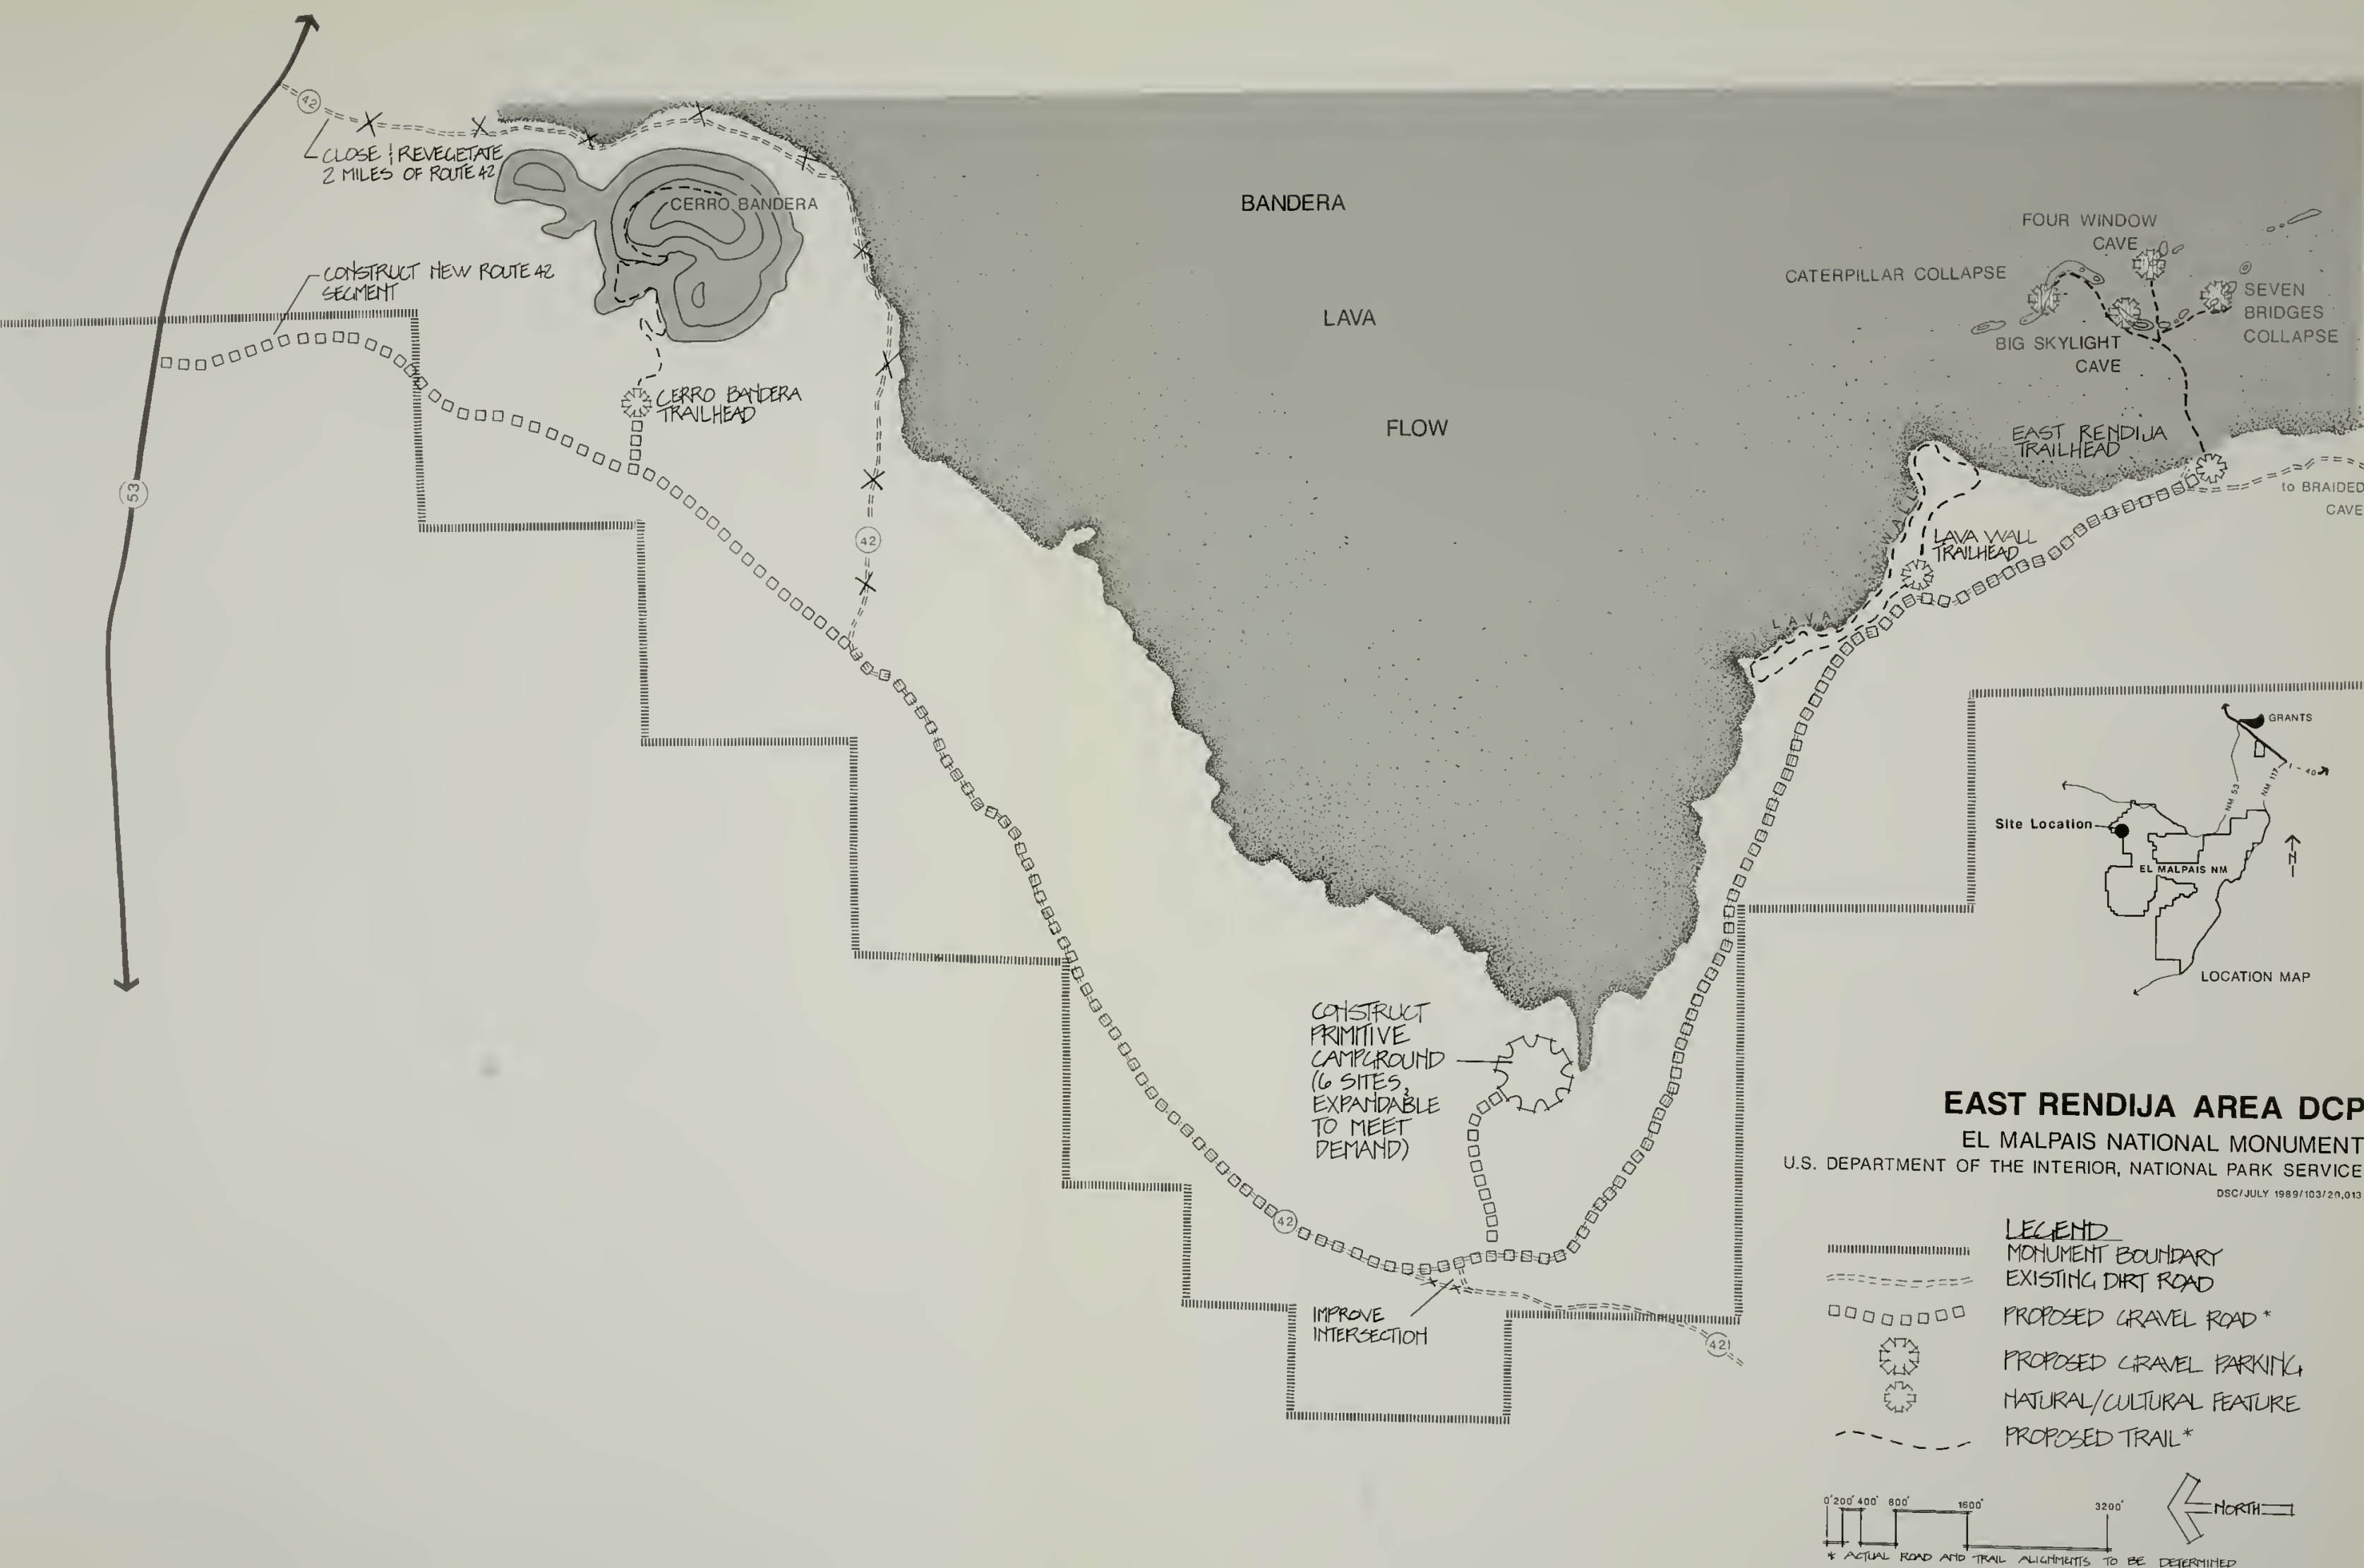 42
CLOSE & REVEGETATE
2 MILES OF ROUTE 42
CERRO BANDERA
CONSTRUCT NEW ROUTE 42
SEGMENT
CERRO BANDERA
TRAILHEAD
53
42
BANDERA
LAVA
FLOW
FOUR WINDOW
CAVE
CATERPILLAR COLLAPSE
SEVEN
BRIDGES
COLLAPSE
BIG SKYLIGHT
CAVE
EAST RENDIJA
TRAILHEAD
to BRAIDED
CAVE
LAVA WALL
TRAILHEAD
LAVA WALL
GRANTS
I-40
NM 53
NM 117
Site Location
EL MALPAIS NM
N
LOCATION MAP
CONSTRUCT
PRIMITIVE
CAMPGROUND
(6 SITES,
EXPANDABLE
TO MEET
DEMAND)
42
IMPROVE
INTERSECTION
42
EAST RENDIJA AREA DCP
EL MALPAIS NATIONAL MONUMENT
U.S. DEPARTMENT OF THE INTERIOR, NATIONAL PARK SERVICE
DSC/JULY 1989/103/20,013
LEGEND
MONUMENT BOUNDARY
EXISTING DIRT ROAD
PROPOSED GRAVEL ROAD *
PROPOSED GRAVEL PARKING
NATURAL/CULTURAL FEATURE
PROPOSED TRAIL *
0' 200' 400' 800' 1600' 3200'
NORTH
* ACTUAL ROAD AND TRAIL ALIGNMENTS TO BE DETERMINED